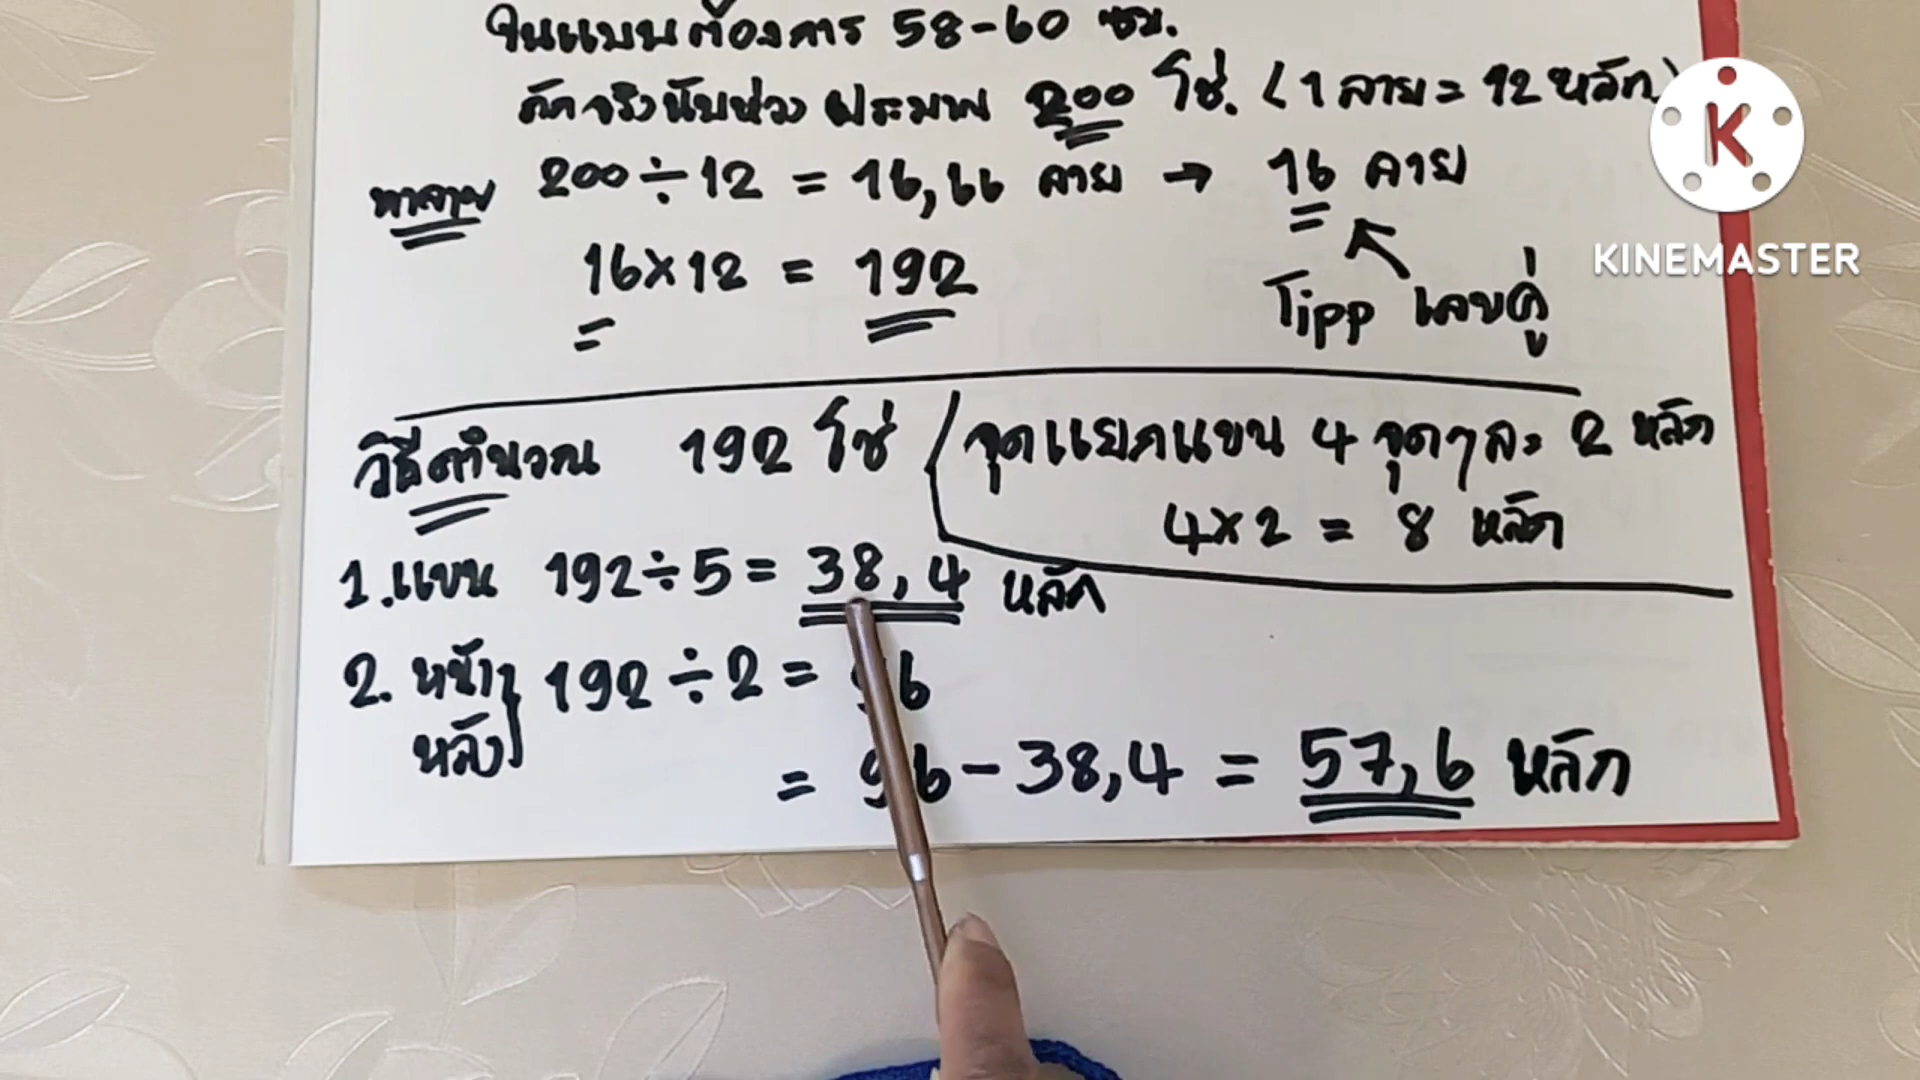 ในแบบต้องการ 58-60 ซม.
ถักจริงนับห่วง ประมาณ 200 โซ่. (1 ลาย = 12 หลัก)
หาลาย 200 ÷ 12 = 16,66 ลาย → 16 ลาย
16 × 12 = 192
Tipp เลขคู่
วิธีคำนวณ 192 โซ่
จุดแยกแขน 4 จุดๆละ 2 หลัก
4×2 = 8 หลัก
1. แขน 192 ÷ 5 = 38,4 หลัก
2. หน้า 192 ÷ 2 = 96
หลัง
= 96 - 38,4 = 57,6 หลัก
K
KINEMASTER